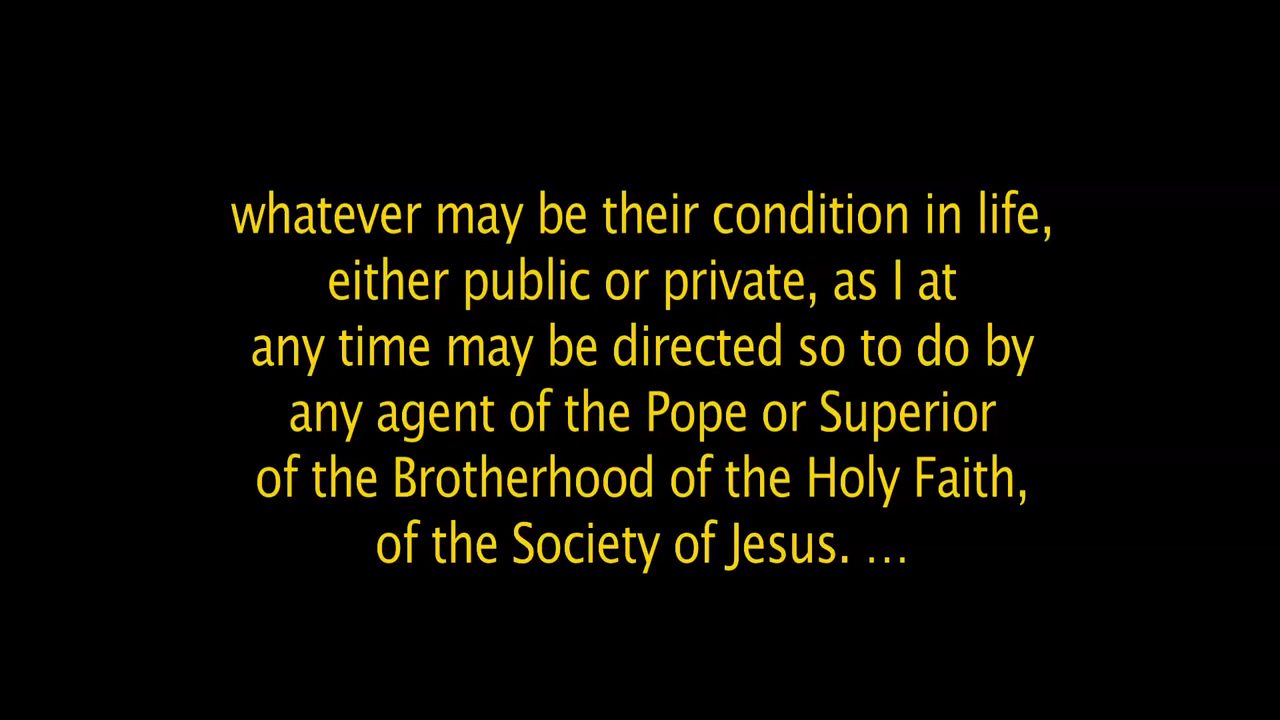 whatever may be their condition in life,
either public or private, as I at
any time may be directed so to do by
any agent of the Pope or Superior
of the Brotherhood of the Holy Faith,
of the Society of Jesus. …